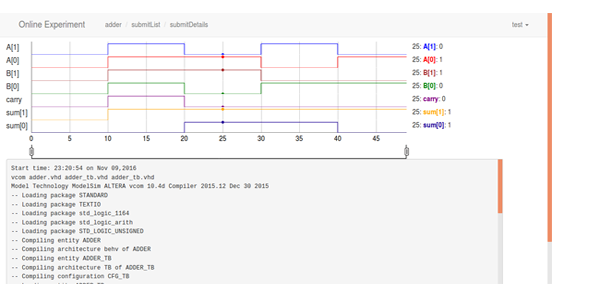 Online Experiment adder / submitList / submitDetails test
A[1] 25: A[1]: 0
A[0] 25: A[0]: 1
B[1] 25: B[1]: 1
B[0] 25: B[0]: 0
carry 25: carry: 0
sum[1] 25: sum[1]: 1
sum[0] 25: sum[0]: 1
0 5 10 15 20 25 30 35 40 45
Start time: 23:20:54 on Nov 09,2016
vcom adder.vhd adder_tb.vhd adder_tb.vhd
Model Technology ModelSim ALTERA vcom 10.4d Compiler 2015.12 Dec 30 2015
-- Loading package STANDARD
-- Loading package TEXTIO
-- Loading package std_logic_1164
-- Loading package std_logic_arith
-- Loading package STD_LOGIC_UNSIGNED
-- Compiling entity ADDER
-- Compiling architecture behv of ADDER
-- Compiling entity ADDER_TB
-- Compiling architecture TB of ADDER_TB
-- Compiling configuration CFG_TB